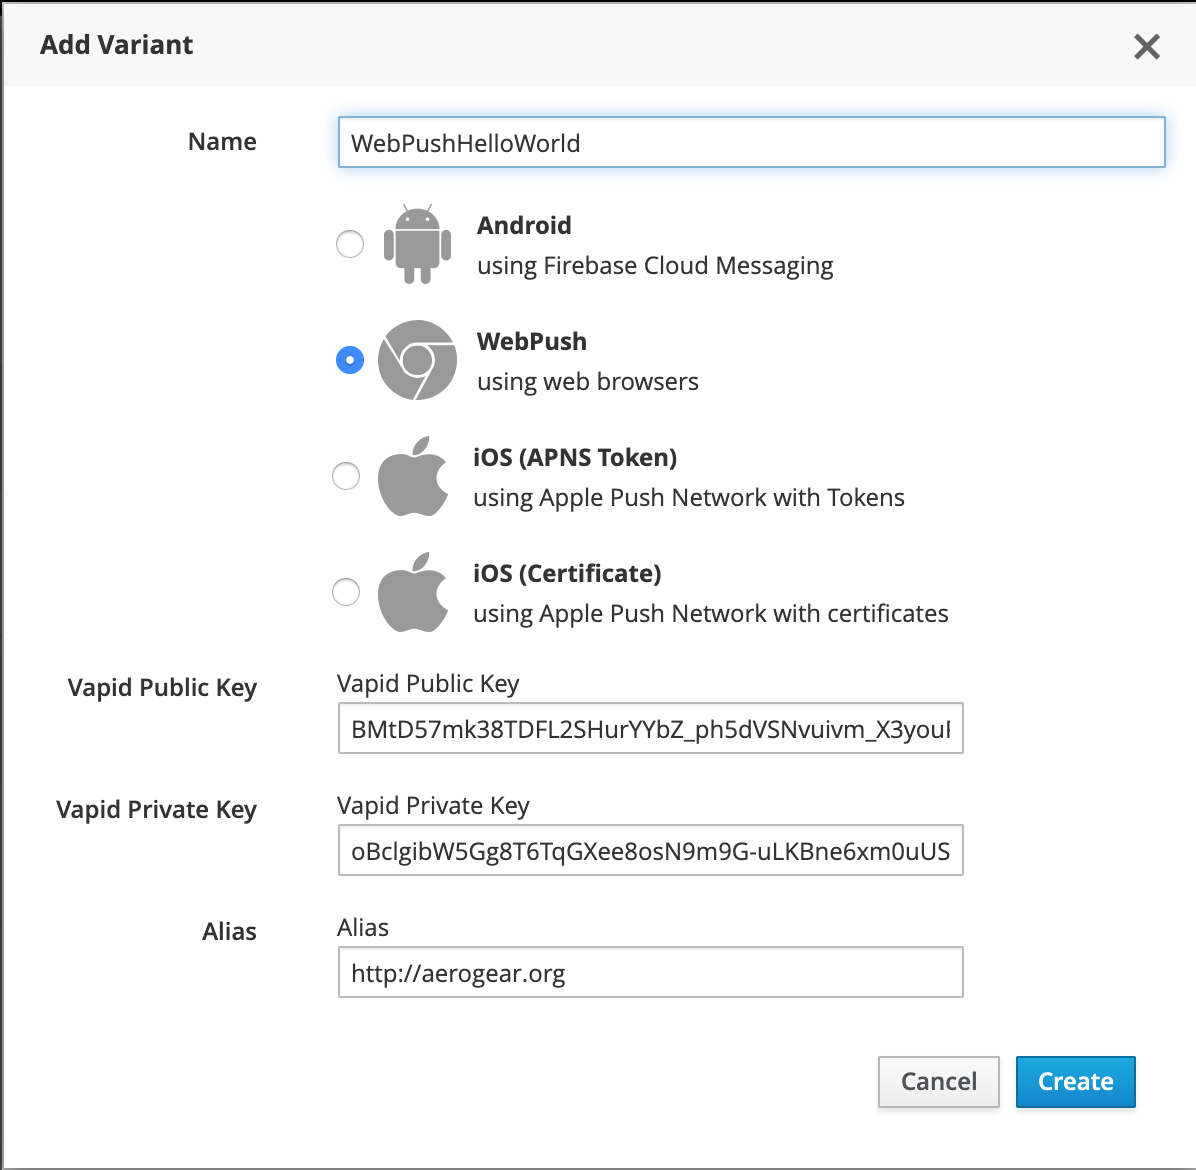 Add Variant
Name
WebPushHelloWorld
Android
using Firebase Cloud Messaging
WebPush
using web browsers
iOS (APNS Token)
using Apple Push Network with Tokens
iOS (Certificate)
using Apple Push Network with certificates
Vapid Public Key
Vapid Public Key
BMtD57mk38TDFL2SHurYYbZ_ph5dVSNvuivm_X3you
Vapid Private Key
Vapid Private Key
oBclgibW5Gg8T6TqGXee8osN9m9G-uLKBne6xm0uUS
Alias
Alias
http://aerogear.org
Cancel
Create